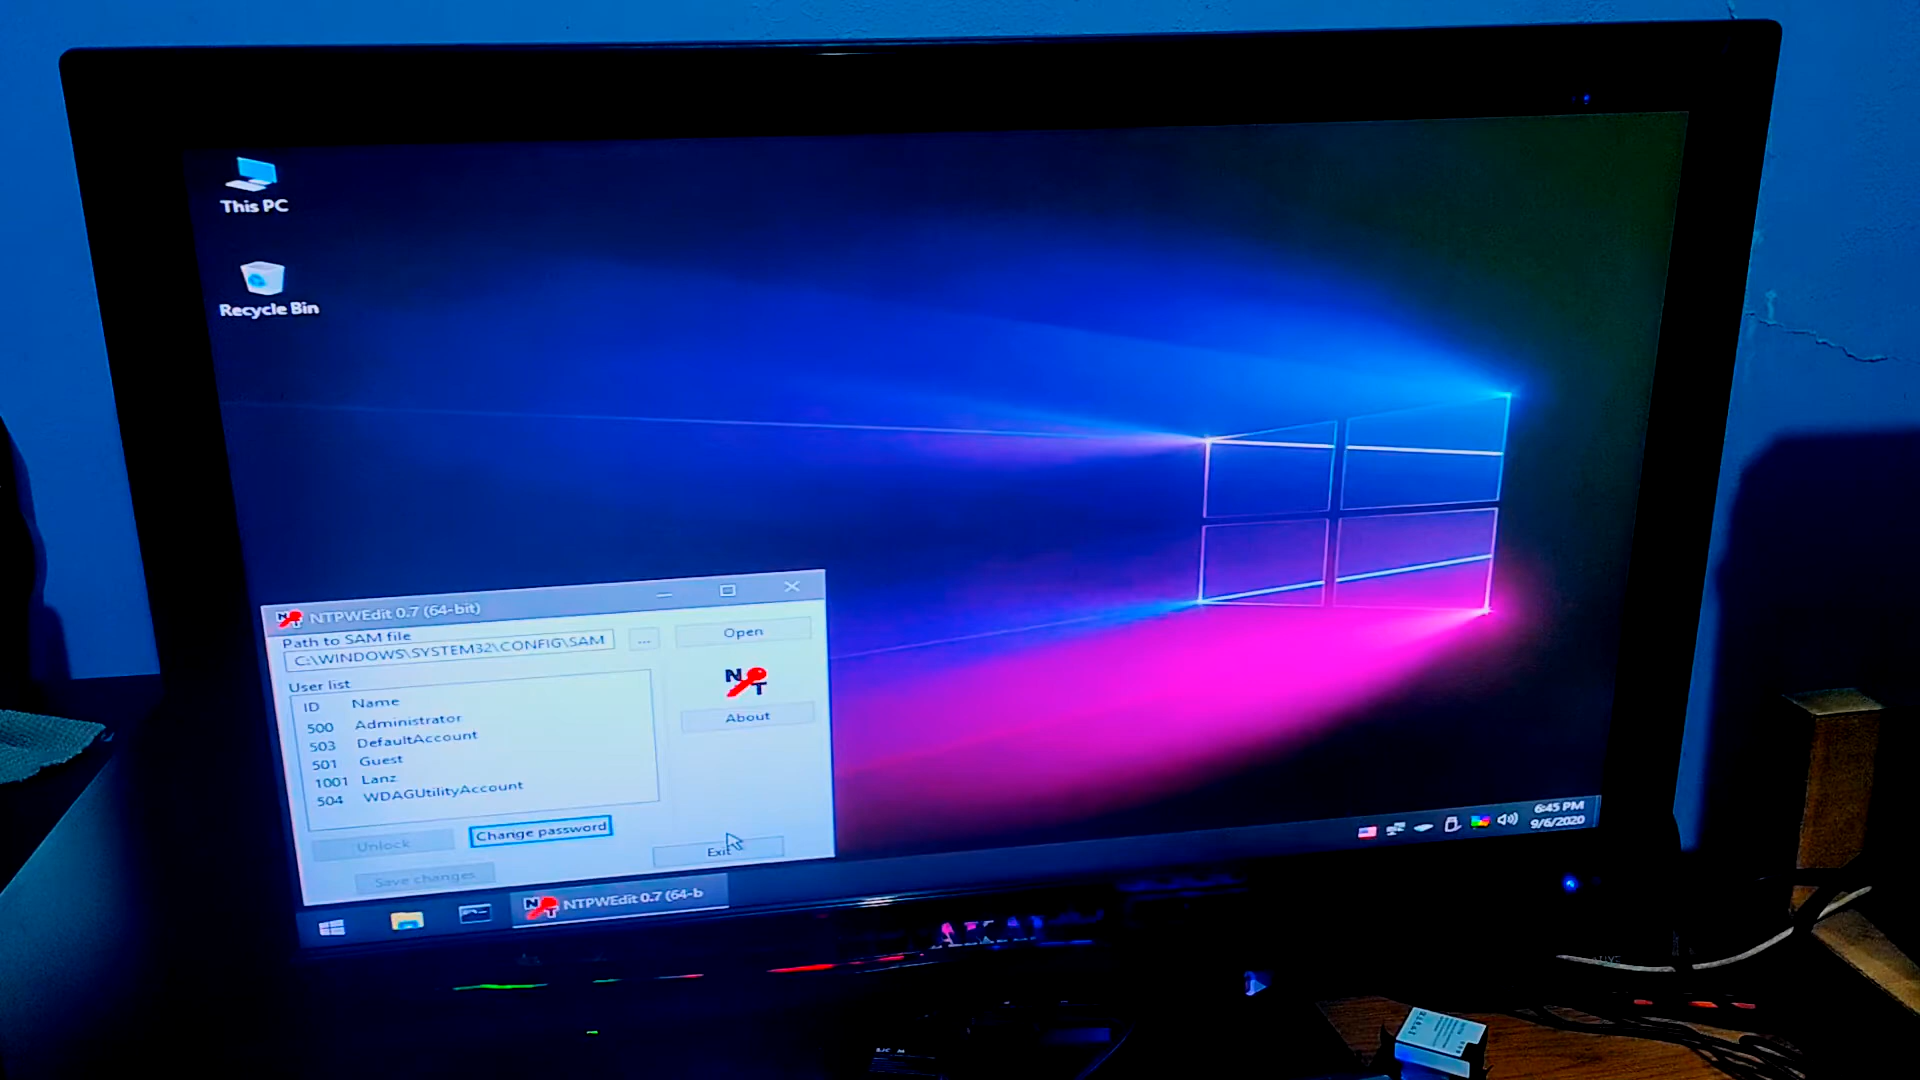 This PC
Recycle Bin
NTPWEdit 0.7 (64-bit)
Path to SAM file
C:\WINDOWS\SYSTEM32\CONFIG\SAM
...
Open
User list
ID Name
500 Administrator
503 DefaultAccount
501 Guest
1001 Lanz
504 WDAGUtilityAccount
N T
About
Unlock
Change password
Save changes
Exit
NTPWEdit 0.7 (64-b
6:45 PM
9/6/2020